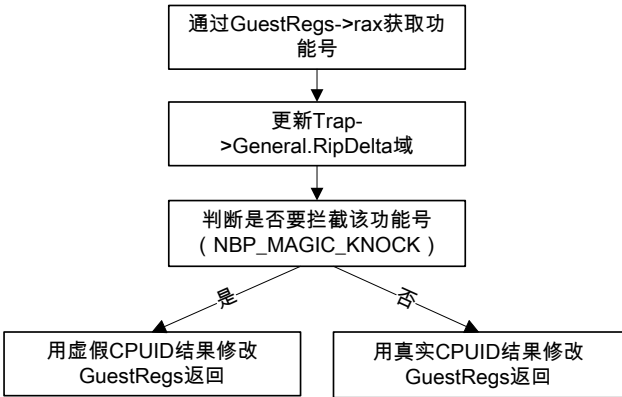 通过GuestRegs->rax获取功
能号
更新Trap-
>General.RipDelta域
判断是否要拦截该功能号
（NBP_MAGIC_KNOCK）
是
否
用虚假CPUID结果修改
GuestRegs返回
用真实CPUID结果修改
GuestRegs返回